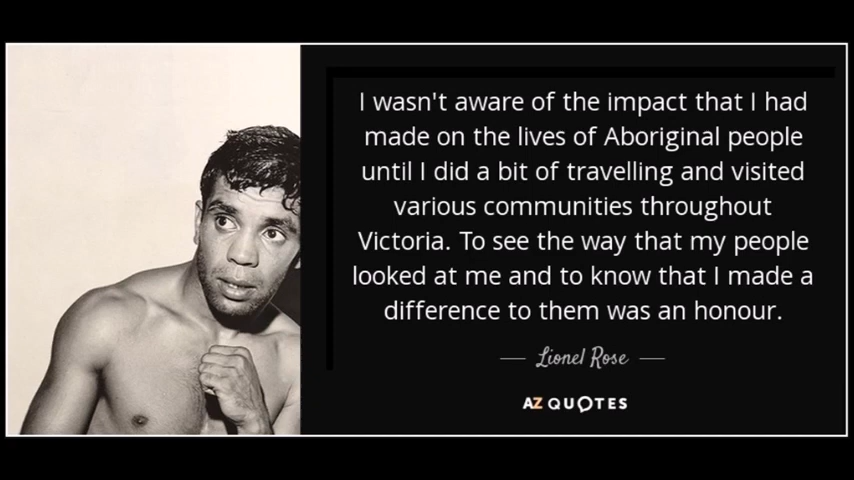 I wasn't aware of the impact that I had
made on the lives of Aboriginal people
until I did a bit of travelling and visited
various communities throughout
Victoria. To see the way that my people
looked at me and to know that I made a
difference to them was an honour.
Lionel Rose
AZ QUOTES